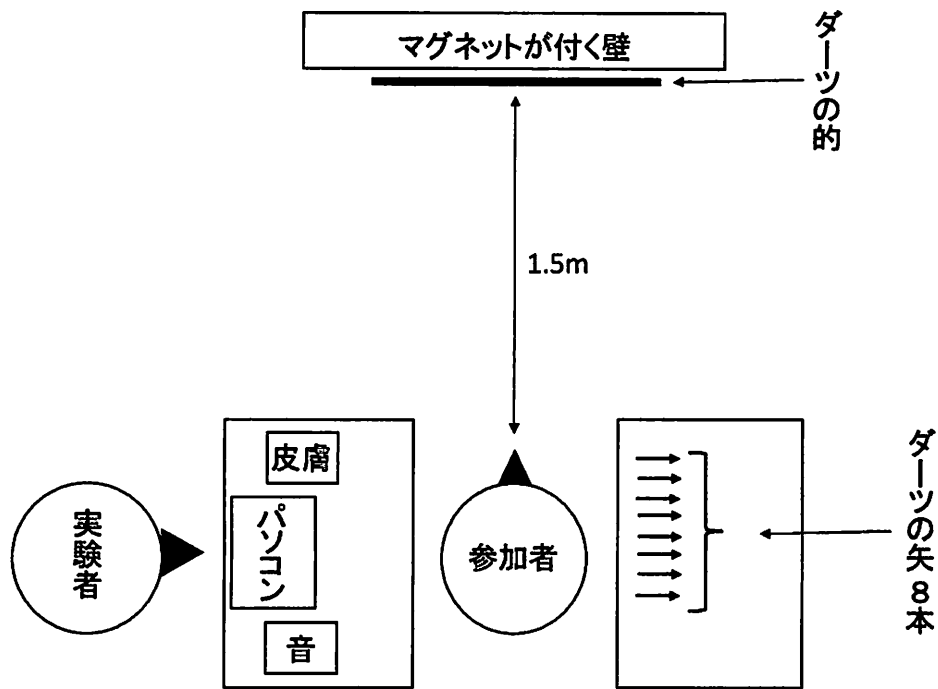 マグネットが付く壁
ダーツの的
1.5m
皮膚
パソコン
音
実験者
参加者
ダーツの矢8本